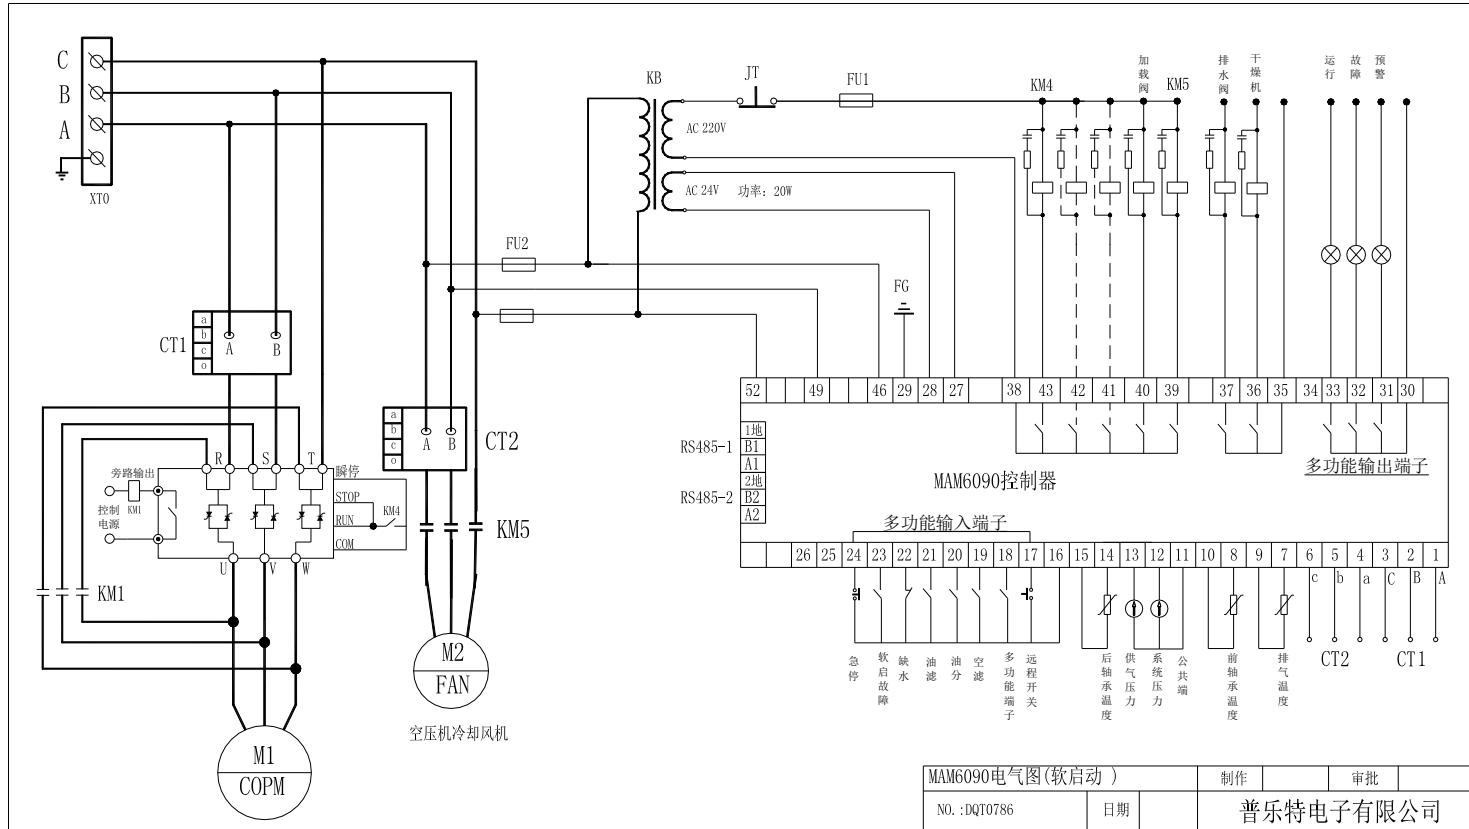 C
B
A
XT0
CT1
a
b
c
o
A
B
R
S
T
瞬停
旁路输出
KM1
控制
电源
STOP
RUN
COM
KM4
U
V
W
KM1
M1
COPM
a
b
c
o
A
B
CT2
KM5
M2
FAN
空压机冷却风机
FU2
KB
AC 220V
AC 24V
功率：20W
JT
FU1
KM4
加载阀
KM5
排水阀
干燥机
运行
故障
预警
FG
52
49
46
29
28
27
38
43
42
41
40
39
37
36
35
34
33
32
31
30
RS485-1
1地
B1
A1
RS485-2
2地
B2
A2
MAM6090控制器
多功能输出端子
多功能输入端子
26
25
24
23
22
21
20
19
18
17
16
15
14
13
12
11
10
8
9
7
6
5
4
3
2
1
c
b
a
C
B
A
CT2
CT1
急停
软启故障
缺水
油滤
油分
空滤
多功能端子
远程开关
后轴承温度
供气压力
系统压力
公共端
前轴承温度
排气温度
MAM6090电气图(软启动 )
制作
审批
NO.:DQT0786
日期
普乐特电子有限公司